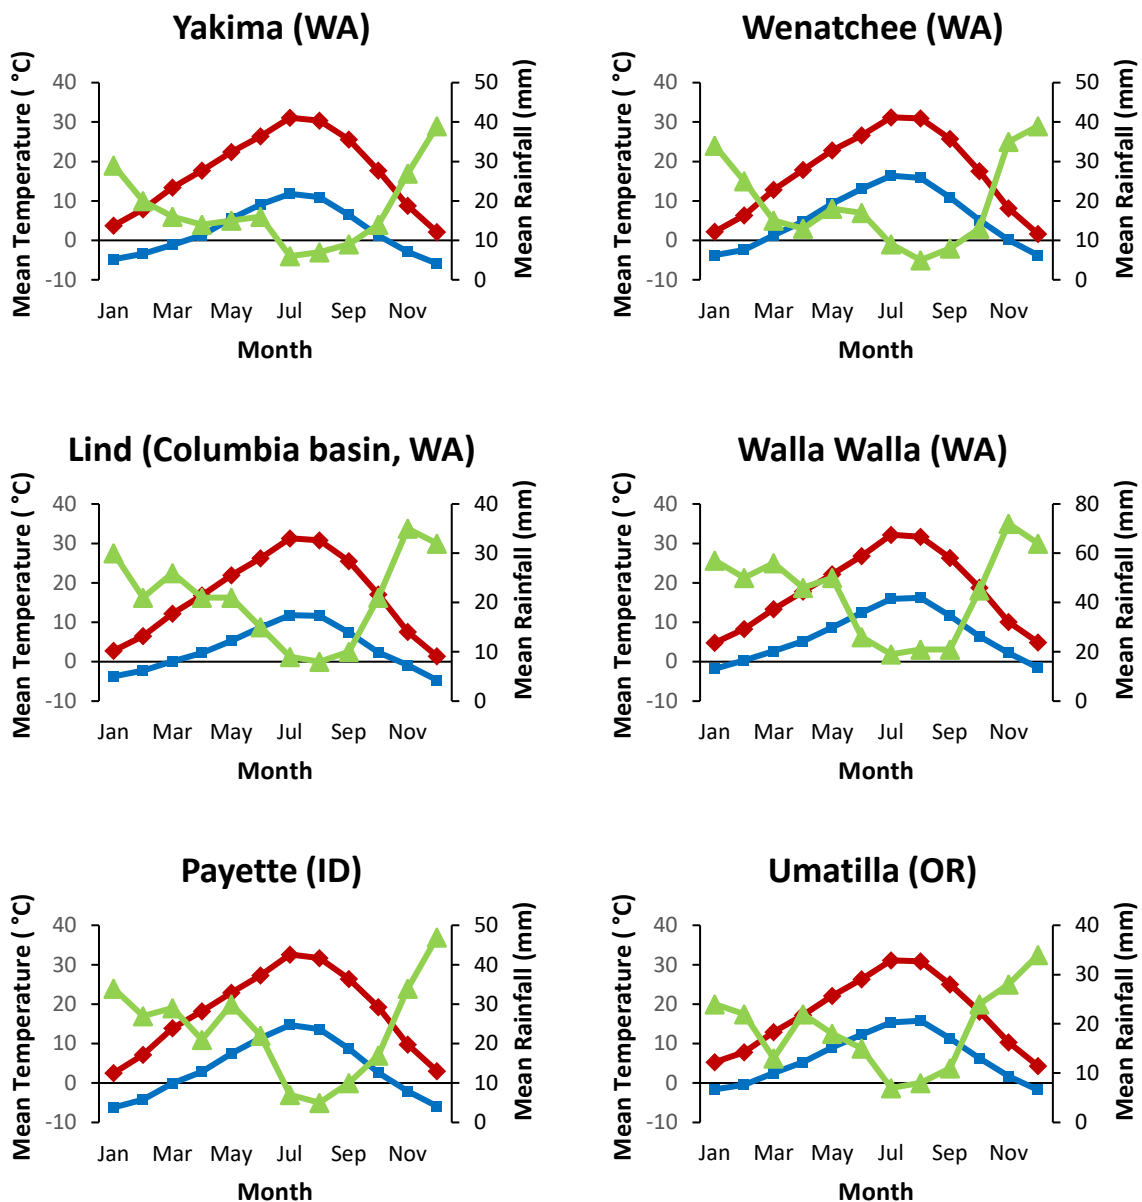 Yakima (WA)
Mean Temperature ( °C)
40
30
20
10
0
-10
50
40
30
20
10
0
Mean Rainfall (mm)
Jan Mar May Jul Sep Nov
Month
Wenatchee (WA)
Mean Temperature ( °C)
40
30
20
10
0
-10
50
40
30
20
10
0
Mean Rainfall (mm)
Jan Mar May Jul Sep Nov
Month
Lind (Columbia basin, WA)
Mean Temperature ( °C)
40
30
20
10
0
-10
40
30
20
10
0
Mean Rainfall (mm)
Jan Mar May Jul Sep Nov
Month
Walla Walla (WA)
Mean Temperature ( °C)
40
30
20
10
0
-10
80
60
40
20
0
Mean Rainfall (mm)
Jan Mar May Jul Sep Nov
Month
Payette (ID)
Mean Temperature ( °C)
40
30
20
10
0
-10
50
40
30
20
10
0
Mean Rainfall (mm)
Jan Mar May Jul Sep Nov
Month
Umatilla (OR)
Mean Temperature ( °C)
40
30
20
10
0
-10
40
30
20
10
0
Mean Rainfall (mm)
Jan Mar May Jul Sep Nov
Month